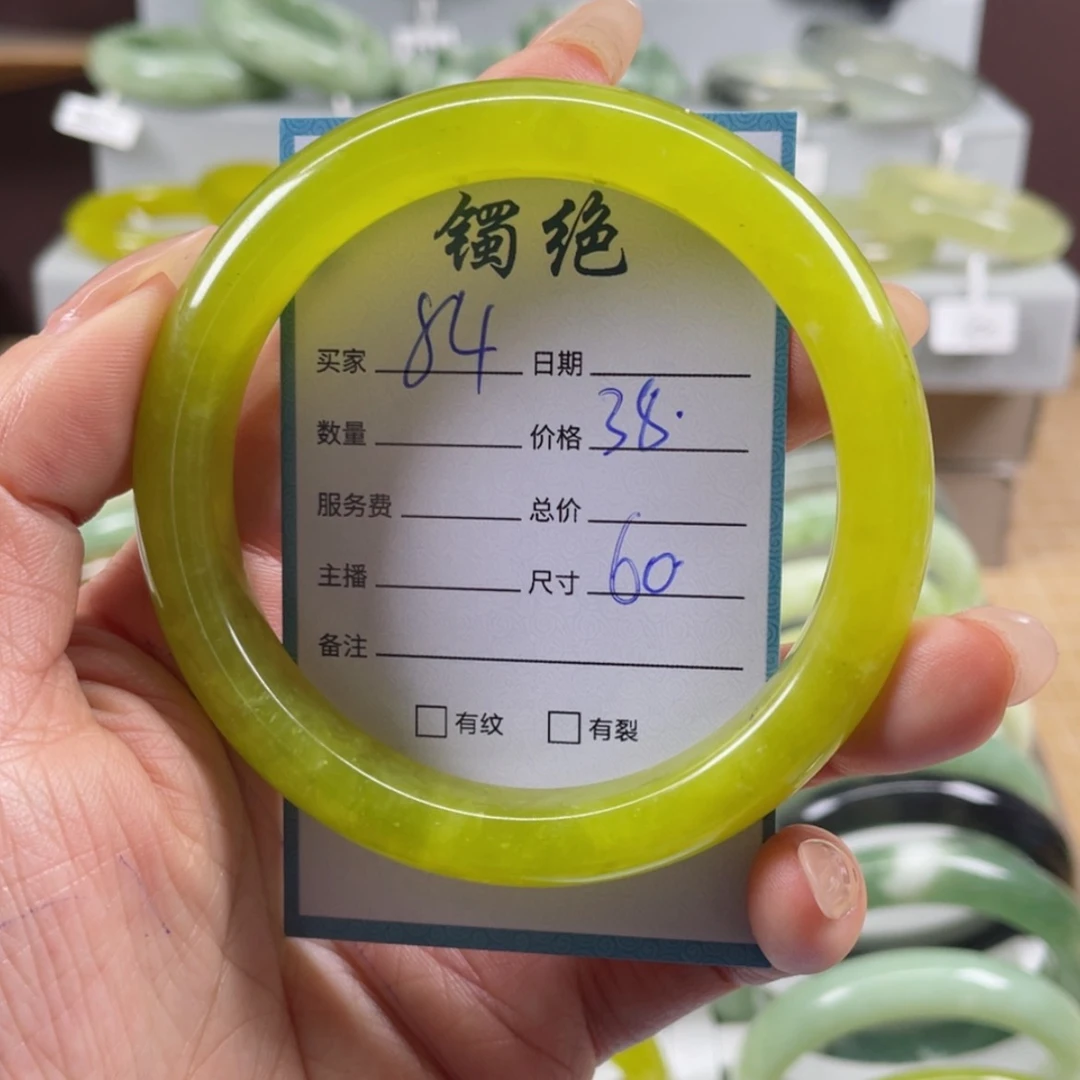 镯绝
买家 84 日期
数量 价格 38.
服务费 总价
主播 尺寸 60
备注
有纹 有裂